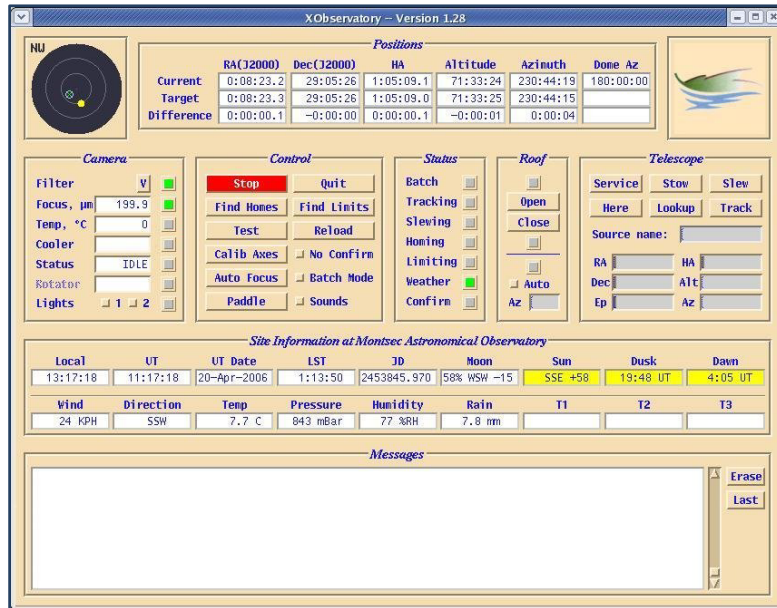 XObservatory - Version 1.28
NW
Positions
RA(J2000) Dec(J2000) HA Altitude Azimuth Dome Az
Current 0:08:23.2 29:05:26 1:05:09.1 71:33:24 230:44:19 180:00:00
Target 0:08:23.3 29:05:26 1:05:09.0 71:33:25 230:44:15
Difference 0:00:00.1 -0:00:00 0:00:00.1 -0:00:01 0:00:04
Camera
Filter V
Focus, µm 199.9
Temp, °C 0
Cooler
Status IDLE
Rotator
Lights 1 2
Control
Stop Quit
Find Homes Find Limits
Test Reload
Calib Axes No Confirm
Auto Focus Batch Mode
Paddle Sounds
Status
Batch
Tracking
Slewing
Homing
Limiting
Weather
Confirm
Roof
Open
Close
Auto
Az
Telescope
Service Stow Slew
Here Lookup Track
Source name:
RA HA
Dec Alt
Ep Az
Site Information at Montsec Astronomical Observatory
Local UT UT Date LST JD Moon Sun Dusk Dawn
13:17:18 11:17:18 20-Apr-2006 1:13:50 2453845.970 58% WSW -15 SSE +58 19:48 UT 4:05 UT
Wind Direction Temp Pressure Humidity Rain T1 T2 T3
24 KPH SSW 7.7 C 843 mBar 77 %RH 7.8 mm
Messages
Erase
Last